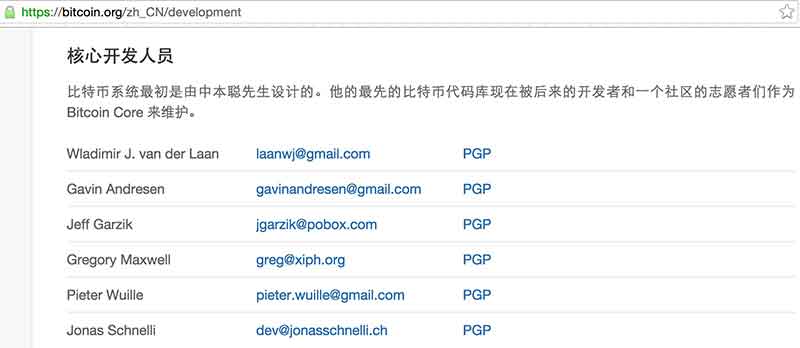 https://bitcoin.org/zh_CN/development
核心开发人员
比特币系统最初是由中本聪先生设计的。他的最先的比特币代码库现在被后来的开发者和一个社区的志愿者们作为
Bitcoin Core 来维护。
Wladimir J. van der Laan laanwj@gmail.com PGP
Gavin Andresen gavinandresen@gmail.com PGP
Jeff Garzik jgarzik@pobox.com PGP
Gregory Maxwell greg@xiph.org PGP
Pieter Wuille pieter.wuille@gmail.com PGP
Jonas Schnelli dev@jonasschnelli.ch PGP